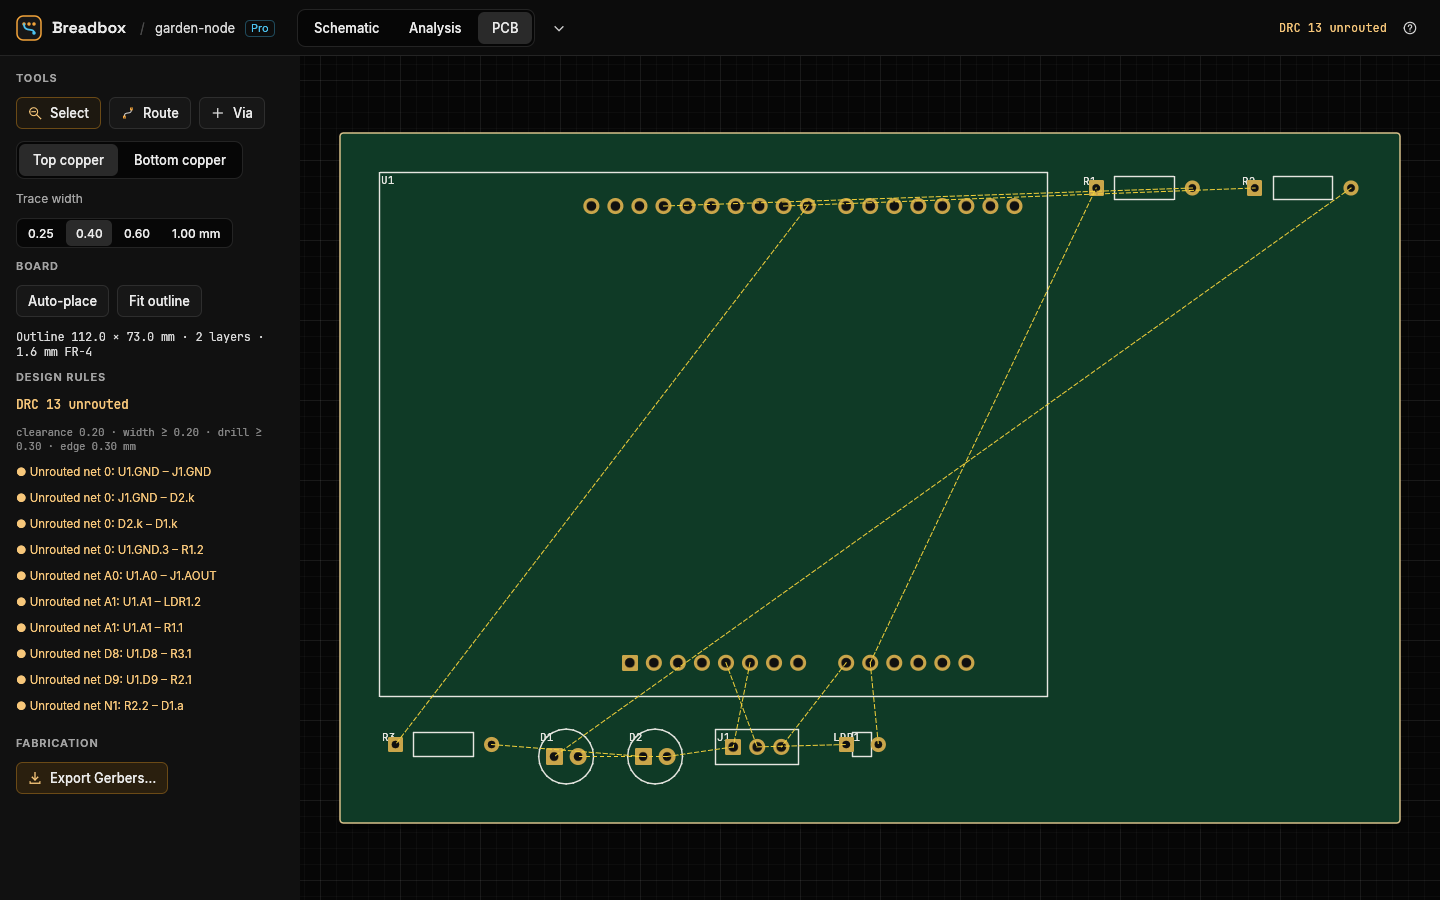 Breadbox / garden-node Pro
Schematic Analysis PCB
DRC 13 unrouted
TOOLS
Select Route Via
Top copper Bottom copper
Trace width
0.25 0.40 0.60 1.00 mm
BOARD
Auto-place Fit outline
Outline 112.0 × 73.0 mm · 2 layers ·
1.6 mm FR-4
DESIGN RULES
DRC 13 unrouted
clearance 0.20 · width ≥ 0.20 · drill ≥
0.30 · edge 0.30 mm
Unrouted net 0: U1.GND – J1.GND
Unrouted net 0: J1.GND – D2.k
Unrouted net 0: D2.k – D1.k
Unrouted net 0: U1.GND.3 – R1.2
Unrouted net A0: U1.A0 – J1.AOUT
Unrouted net A1: U1.A1 – LDR1.2
Unrouted net A1: U1.A1 – R1.1
Unrouted net D8: U1.D8 – R3.1
Unrouted net D9: U1.D9 – R2.1
Unrouted net N1: R2.2 – D1.a
FABRICATION
Export Gerbers...
U1
R1
R2
R3
D1
D2
J1
LDR1